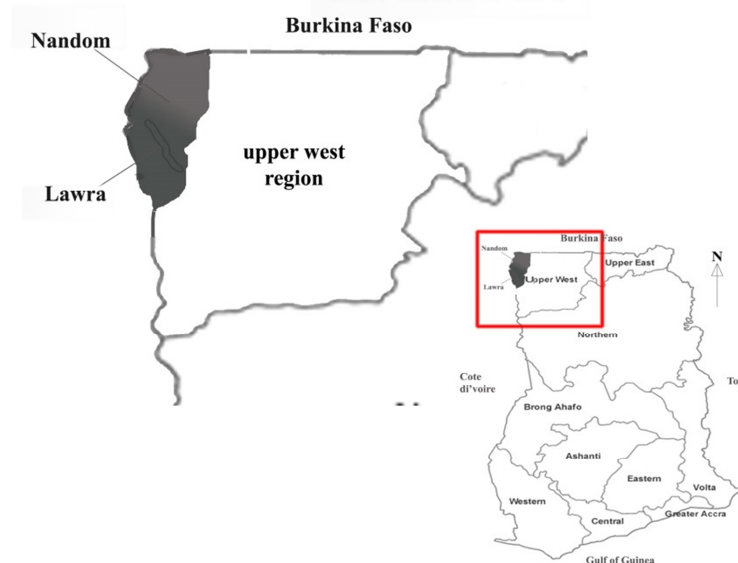 Burkina Faso
Nandom
upper west
region
Lawra
Burkina Faso
Nandom
Upper East
N
Upper West
Lawra
Northern
Cote
di'voire
To
Brong Ahafo
Ashanti
Eastern
Volta
Western
Greater Accra
Central
Gulf of Guinea